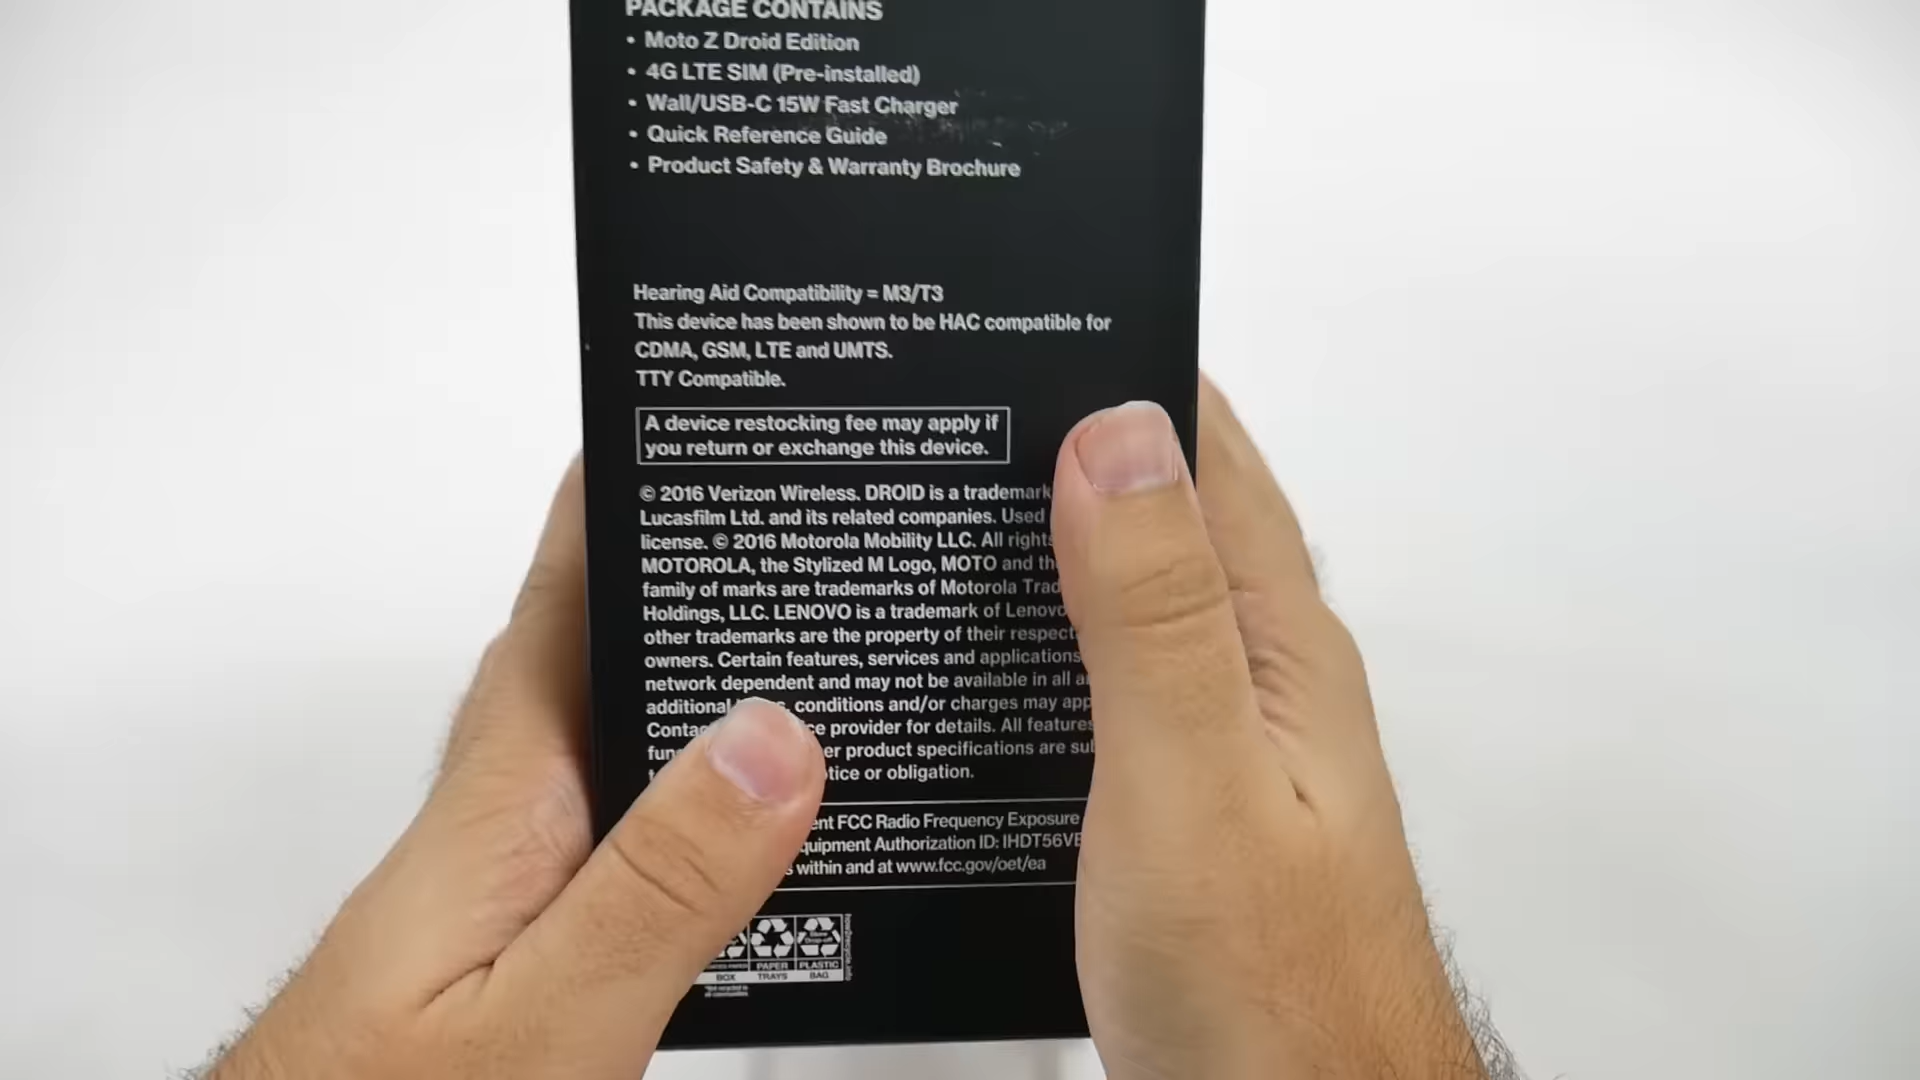 PACKAGE CONTAINS
• Moto Z Droid Edition
• 4G LTE SIM (Pre-installed)
• Wall/USB-C 15W Fast Charger
• Quick Reference Guide
• Product Safety & Warranty Brochure
Hearing Aid Compatibility = M3/T3
This device has been shown to be HAC compatible for
CDMA, GSM, LTE and UMTS.
TTY Compatible.
A device restocking fee may apply if
you return or exchange this device.
© 2016 Verizon Wireless. DROID is a trademark
Lucasfilm Ltd. and its related companies. Used
license. © 2016 Motorola Mobility LLC. All rights
MOTOROLA, the Stylized M Logo, MOTO and
family of marks are trademarks of Motorola
Holdings, LLC. LENOVO is a trademark of
other trademarks are the property of their
owners. Certain features, services and applications
network dependent and may not be available in all
additional conditions and/or charges may
provider for details. All features
product specifications are
or obligation.
FCC Radio Frequency Exposure
Authorization ID:
within and at www.fcc.gov/oet/ea
BOX
PAPER TRAYS
PLASTIC BAG
how2recycle.info